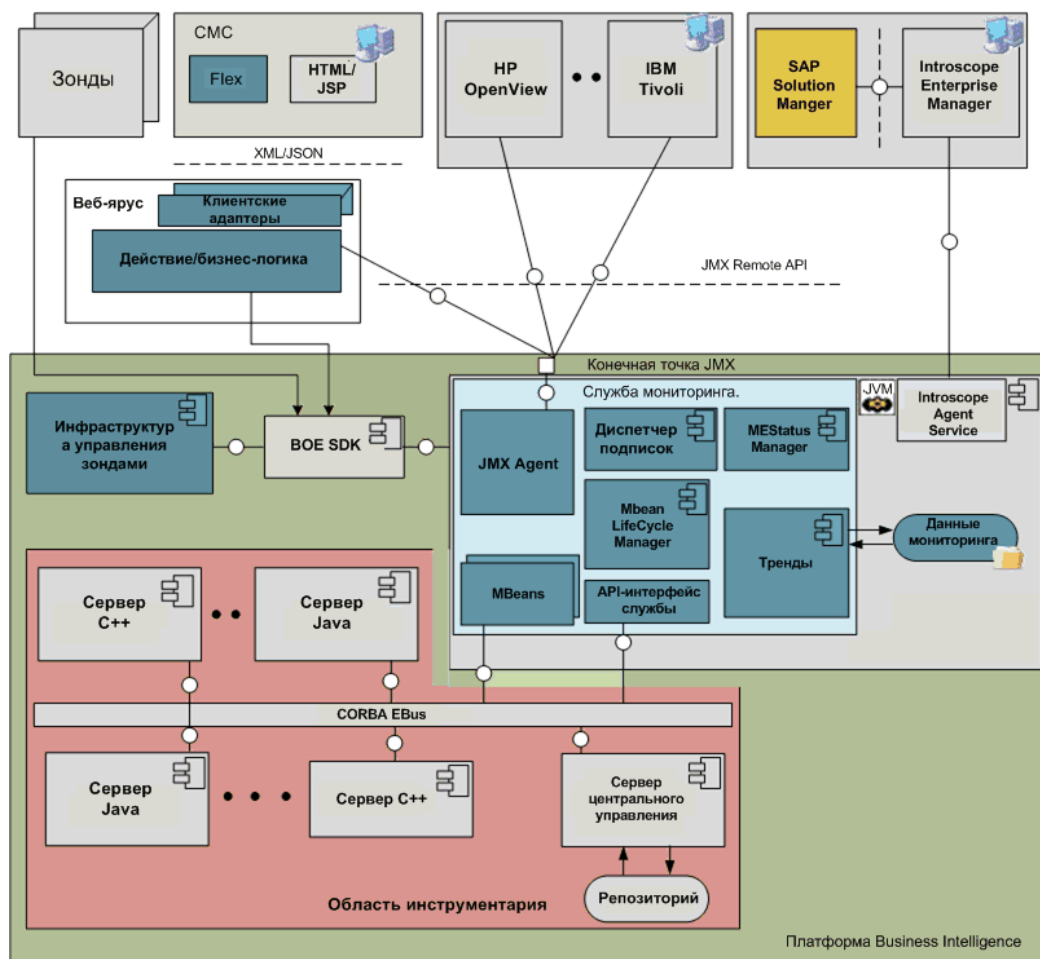 Зонды
CMC
Flex
HTML/
JSP
HP
OpenView
IBM
Tivoli
SAP
Solution
Manger
Introscope
Enterprise
Manager
XML/JSON
Веб-ярус
Клиентские
адаптеры
Действие/бизнес-логика
JMX Remote API
Конечная точка JMX
Служба мониторинга.
JVM
Introscope
Agent
Service
Инфраструктур
а управления
зондами
BOE SDK
JMX Agent
Диспетчер
подписок
MEStatus
Manager
Mbean
LifeCycle
Manager
Тренды
Данные
мониторинга
MBeans
API-интерфейс
службы
Сервер
C++
Сервер
Java
CORBA EBus
Сервер
Java
Сервер C++
Сервер
центрального
управления
Репозиторий
Область инструментария
Платформа Business Intelligence